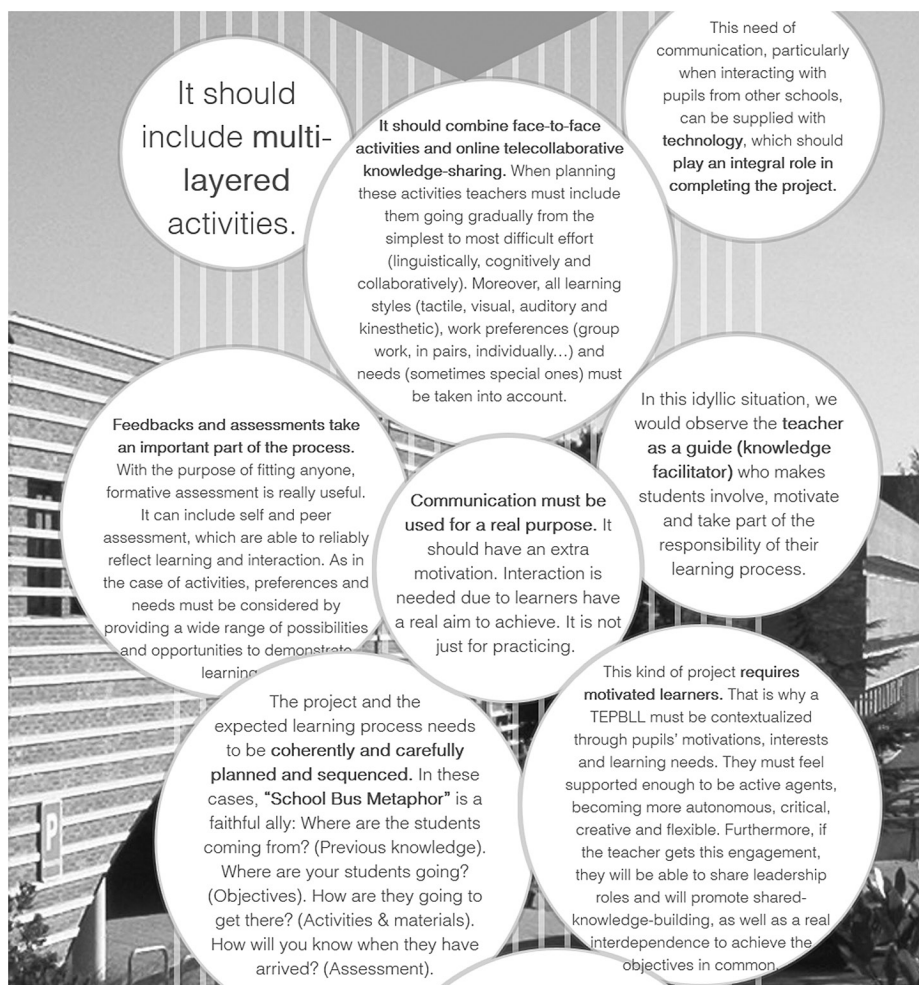 It should
include multi-
layered
activities.
It should combine face-to-face
activities and online telecollaborative
knowledge-sharing. When planning
these activities teachers must include
them going gradually from the
simplest to most difficult effort
(linguistically, cognitively and
collaboratively). Moreover, all learning
styles (tactile, visual, auditory and
kinesthetic), work preferences (group
work, in pairs, individually...) and
needs (sometimes special ones) must
be taken into account.
This need of
communication, particularly
when interacting with
pupils from other schools,
can be supplied with
technology, which should
play an integral role in
completing the project.
Feedbacks and assessments take
an important part of the process.
With the purpose of fitting anyone,
formative assessment is really useful.
It can include self and peer
assessment, which are able to reliably
reflect learning and interaction. As in
the case of activities, preferences and
needs must be considered by
providing a wide range of possibilities
and opportunities to demonstrate
learning
Communication must be
used for a real purpose. It
should have an extra
motivation. Interaction is
needed due to learners have
a real aim to achieve. It is not
just for practicing.
In this idyllic situation, we
would observe the teacher
as a guide (knowledge
facilitator) who makes
students involve, motivate
and take part of the
responsibility of their
learning process.
The project and the
expected learning process needs
to be coherently and carefully
planned and sequenced. In these
cases, “School Bus Metaphor” is a
faithful ally: Where are the students
coming from? (Previous knowledge).
Where are your students going?
(Objectives). How are they going to
get there? (Activities & materials).
How will you know when they have
arrived? (Assessment).
This kind of project requires
motivated learners. That is why a
TEPBLL must be contextualized
through pupils’ motivations, interests
and learning needs. They must feel
supported enough to be active agents,
becoming more autonomous, critical,
creative and flexible. Furthermore, if
the teacher gets this engagement,
they will be able to share leadership
roles and will promote shared-
knowledge-building, as well as a real
interdependence to achieve the
objectives in common.
P